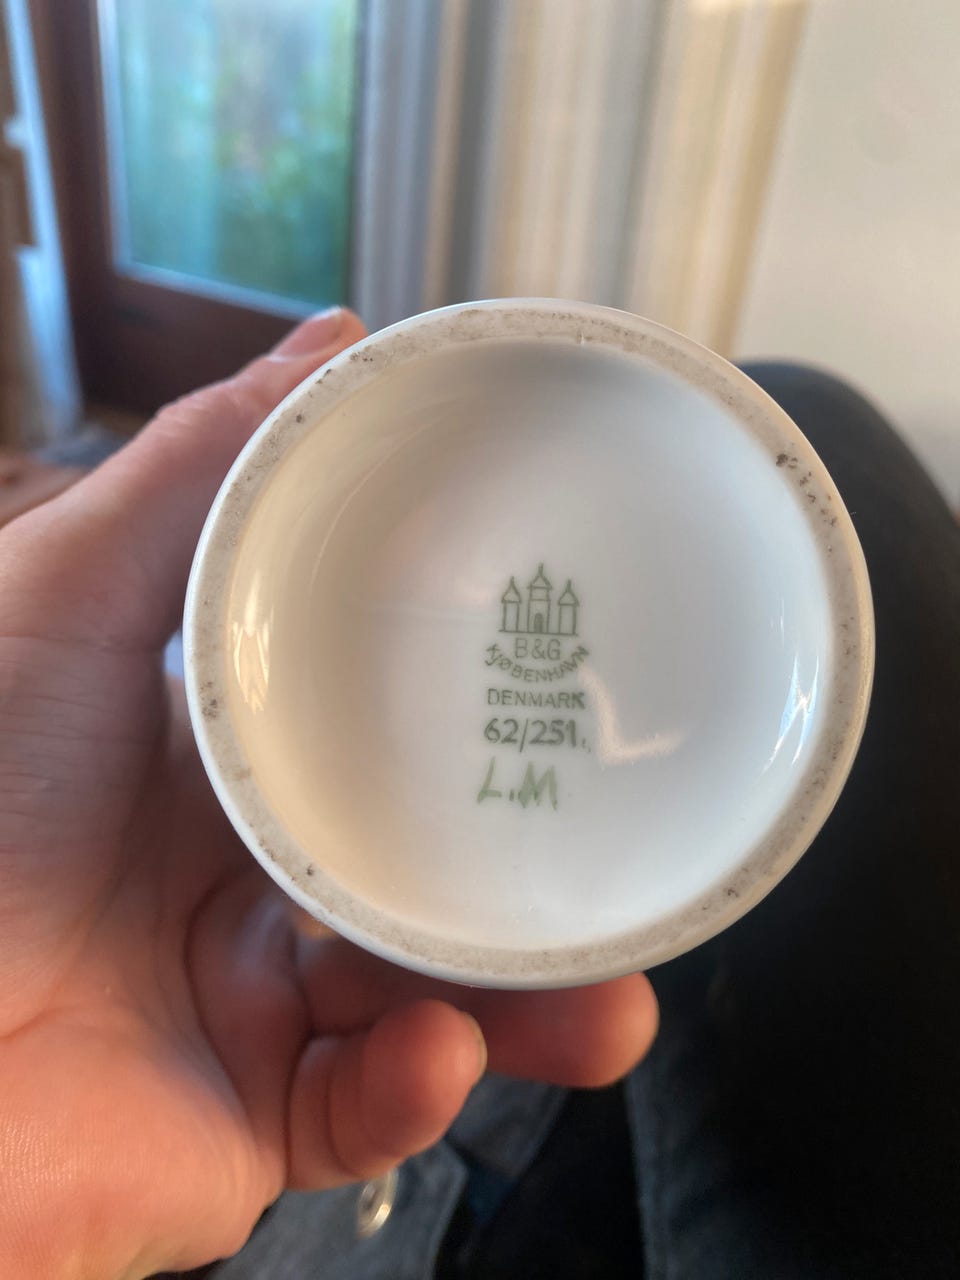 B&G
KJØBENHAVN
DENMARK
62/251.
L.M